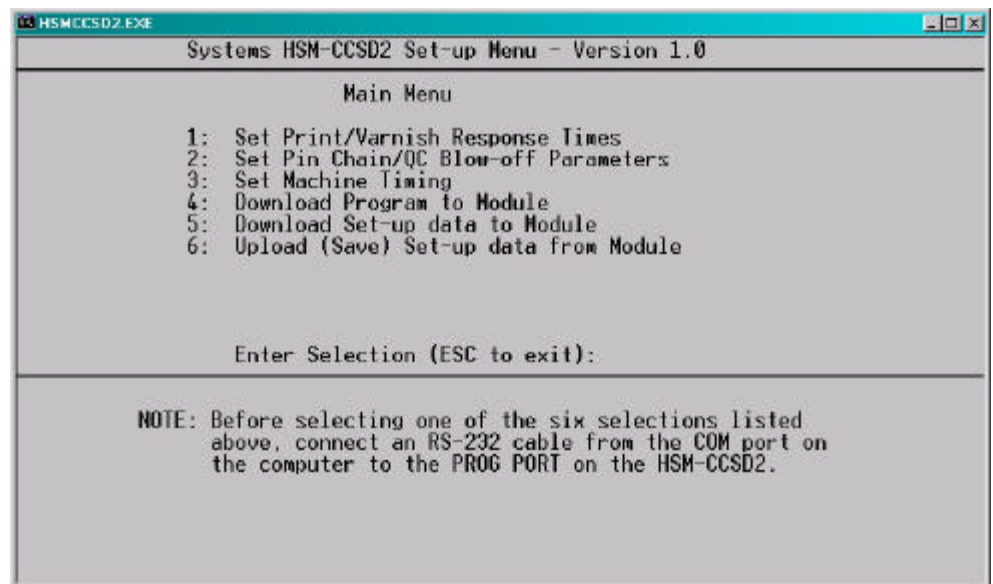 HSMCCSD2.EXE
Systems HSM-CCSD2 Set-up Menu - Version 1.0
Main Menu
1: Set Print/Varnish Response Times
2: Set Pin Chain/QC Blow-off Parameters
3: Set Machine Timing
4: Download Program to Module
5: Download Set-up data to Module
6: Upload (Save) Set-up data from Module
Enter Selection (ESC to exit):
NOTE: Before selecting one of the six selections listed
above, connect an RS-232 cable from the COM port on
the computer to the PROG PORT on the HSM-CCSD2.